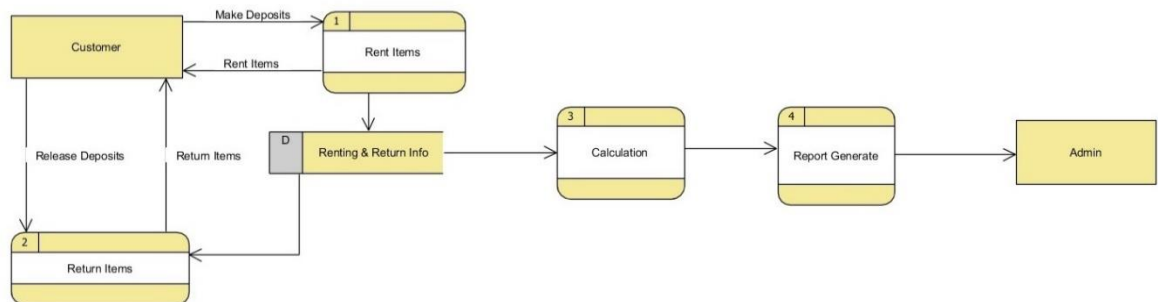 Make Deposits
1
Customer
Rent Items
Rent Items
3
4
D
Renting & Return Info
Calculation
Report Generate
Admin
Release Deposits
Return Items
2
Return Items